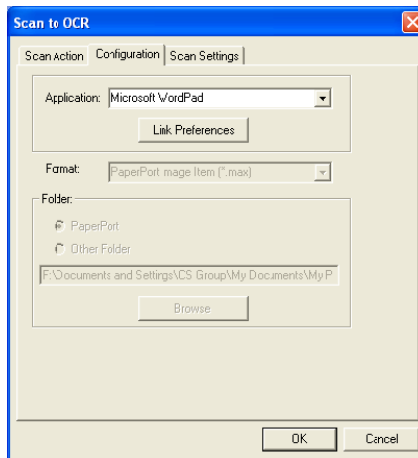 Scan to OCR
Scan Action Configuration Scan Settings
Application: Microsoft WordPad
Link Preferences
Format: PaperPort mage Item (*.max)
Folder:
PaperPort
Other Folder
F:\Documents and Settings\CS Group\My Documents\My P
Browse
OK Cancel